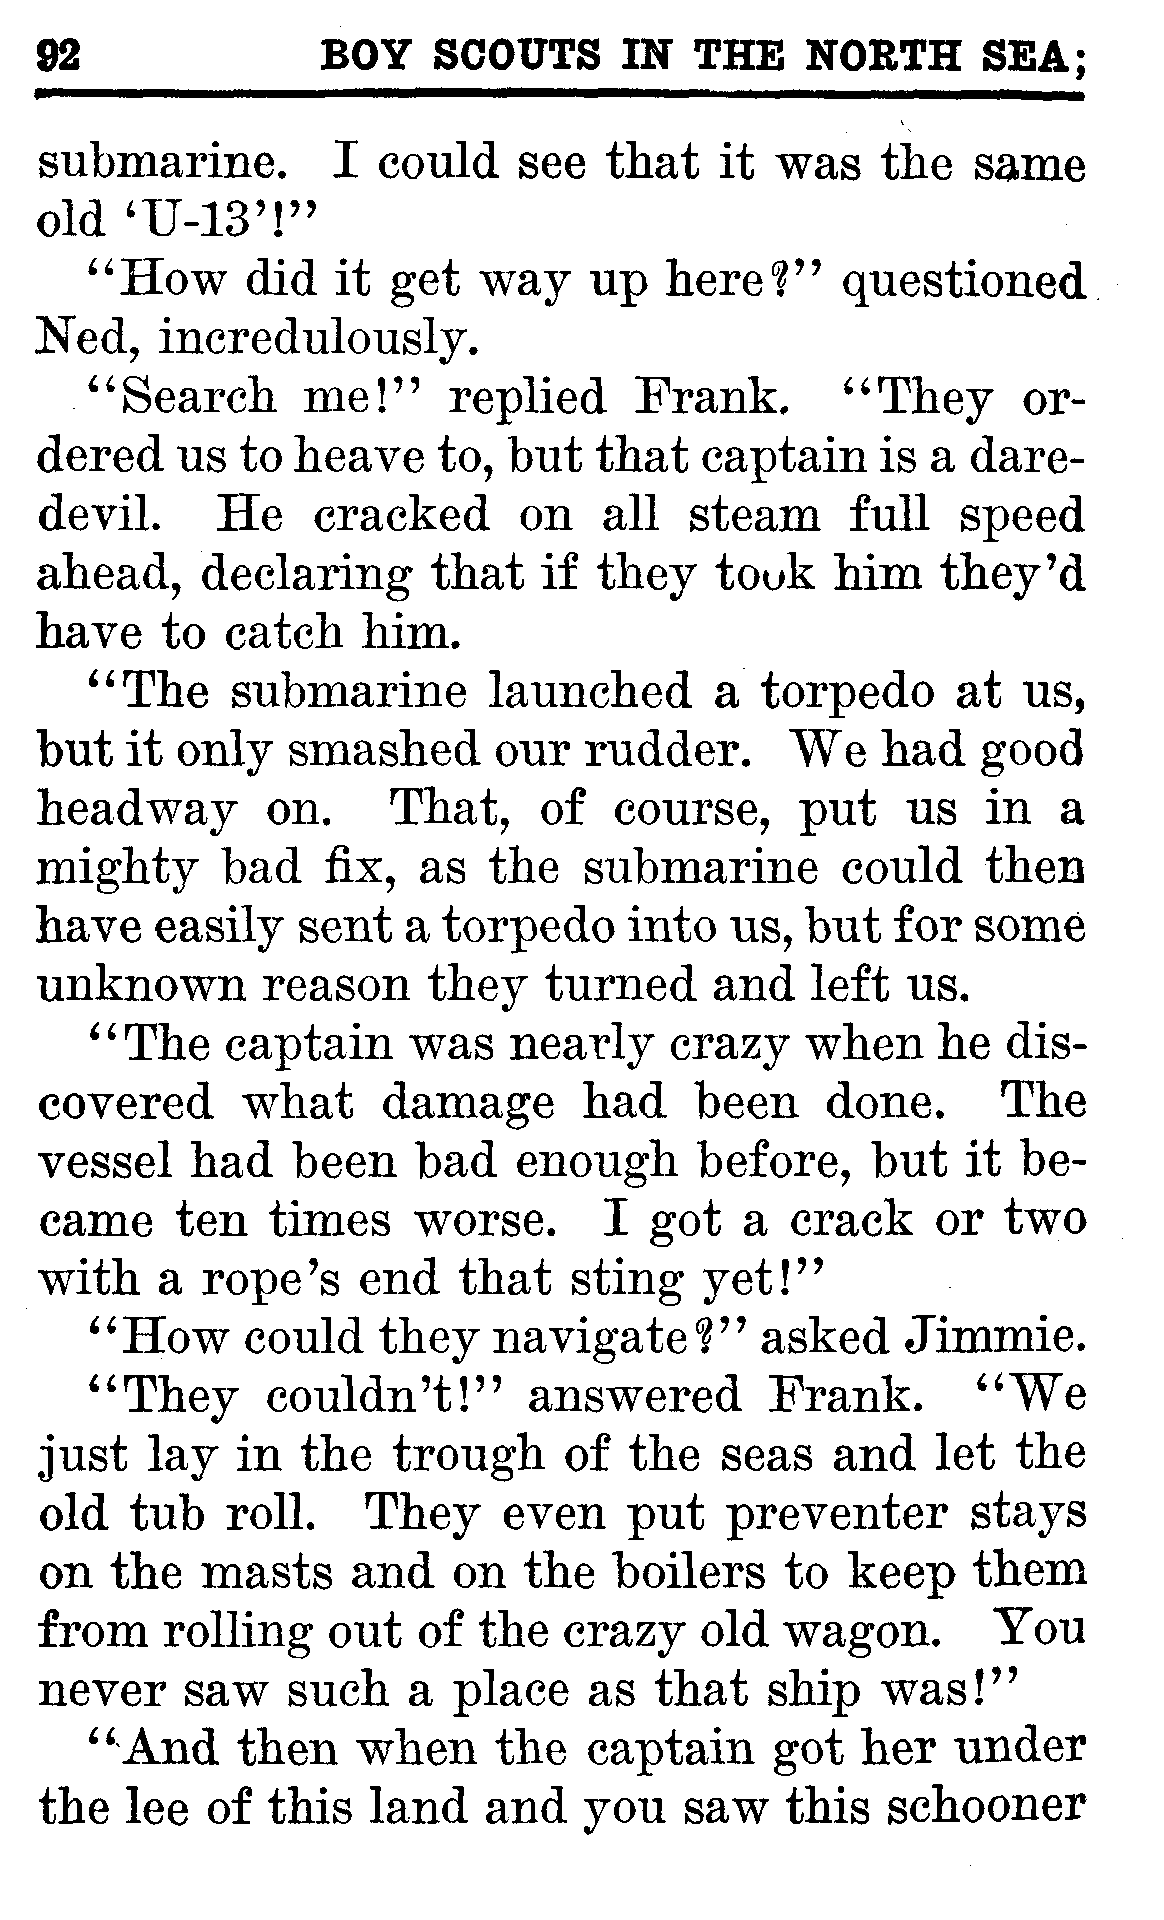 92 BOY SCOUTS IN THE NORTH SEA;
submarine. I could see that it was the same
old ‘U-13’!”
“How did it get way up here?” questioned
Ned, incredulously.
“Search me!” replied Frank. “They or-
dered us to heave to, but that captain is a dare-
devil. He cracked on all steam full speed
ahead, declaring that if they took him they’d
have to catch him.
“The submarine launched a torpedo at us,
but it only smashed our rudder. We had good
headway on. That, of course, put us in a
mighty bad fix, as the submarine could then
have easily sent a torpedo into us, but for some
unknown reason they turned and left us.
“The captain was nearly crazy when he dis-
covered what damage had been done. The
vessel had been bad enough before, but it be-
came ten times worse. I got a crack or two
with a rope’s end that sting yet!”
“How could they navigate?” asked Jimmie.
“They couldn’t!” answered Frank. “We
just lay in the trough of the seas and let the
old tub roll. They even put preventer stays
on the masts and on the boilers to keep them
from rolling out of the crazy old wagon. You
never saw such a place as that ship was!”
“And then when the captain got her under
the lee of this land and you saw this schooner